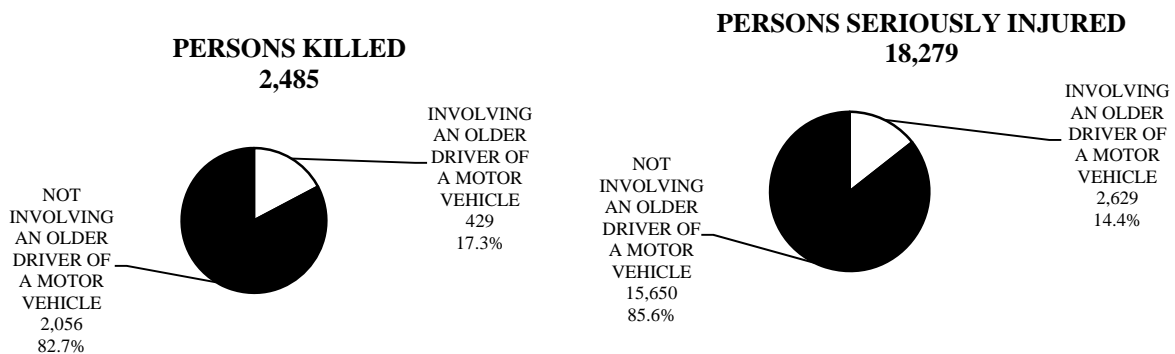 PERSONS KILLED
2,485
INVOLVING
AN OLDER
DRIVER OF
A MOTOR
VEHICLE
429
17.3%
NOT
INVOLVING
AN OLDER
DRIVER OF
A MOTOR
VEHICLE
2,056
82.7%
PERSONS SERIOUSLY INJURED
18,279
INVOLVING
AN OLDER
DRIVER OF
A MOTOR
VEHICLE
2,629
14.4%
NOT
INVOLVING
AN OLDER
DRIVER OF
A MOTOR
VEHICLE
15,650
85.6%